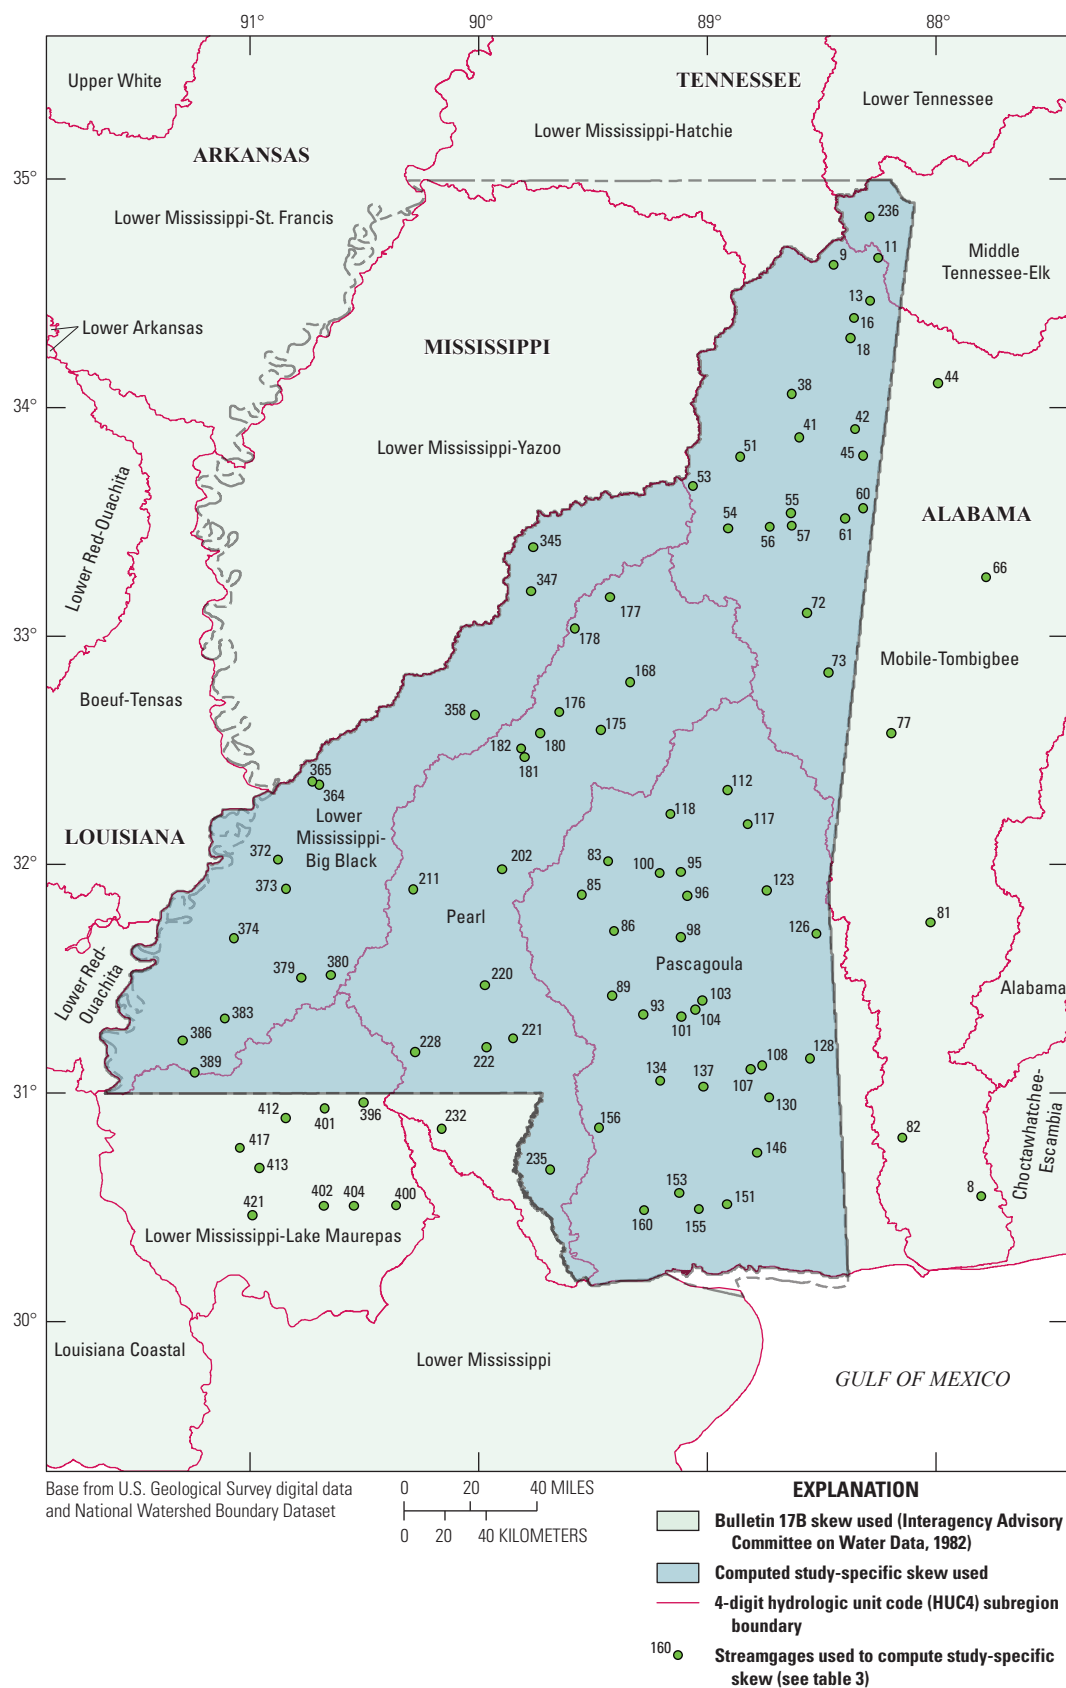 91°
90°
89°
88°
Upper White
TENNESSEE
Lower Tennessee
Lower Mississippi-Hatchie
ARKANSAS
35°
Lower Mississippi-St. Francis
236
9
11
Middle
Tennessee-Elk
13
Lower Arkansas
16
MISSISSIPPI
18
44
38
34°
42
41
Lower Mississippi-Yazoo
51
45
53
Lower Red-Ouachita
55
60
54
ALABAMA
56
57
61
345
66
347
177
72
33°
178
73
Mobile-Tombigbee
168
Boeuf-Tensas
358
176
175
77
182
180
181
365
364
112
Lower
Mississippi-
Big Black
118
117
LOUISIANA
372
83
202
100
95
32°
373
211
85
96
123
Pearl
81
374
86
98
126
Lower Red-
Ouachita
Pascagoula
379
380
220
89
103
Alabama
93
104
383
101
386
228
221
222
128
389
134
137
108
107
31°
130
412
401
396
232
156
82
417
146
Choctawhatchee-
Escambia
413
235
153
8
421
402
404
400
151
160
155
Lower Mississippi-Lake Maurepas
30°
Louisiana Coastal
Lower Mississippi
GULF OF MEXICO
Base from U.S. Geological Survey digital data
and National Watershed Boundary Dataset
0 20 40 MILES
0 20 40 KILOMETERS
EXPLANATION
Bulletin 17B skew used (Interagency Advisory
Committee on Water Data, 1982)
Computed study-specific skew used
4-digit hydrologic unit code (HUC4) subregion
boundary
160 Streamgages used to compute study-specific
skew (see table 3)